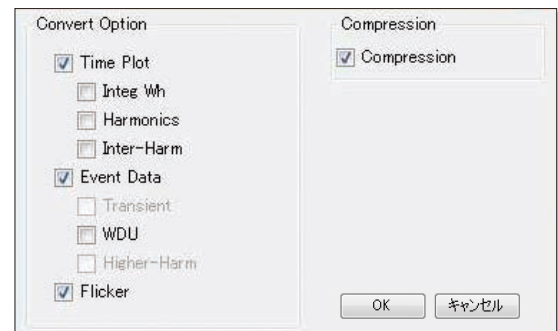 Convert Option
Time Plot
Integ Wh
Harmonics
Inter-Harm
Event Data
Transient
WDU
Higher-Harm
Flicker
Compression
Compression
OK
キャンセル